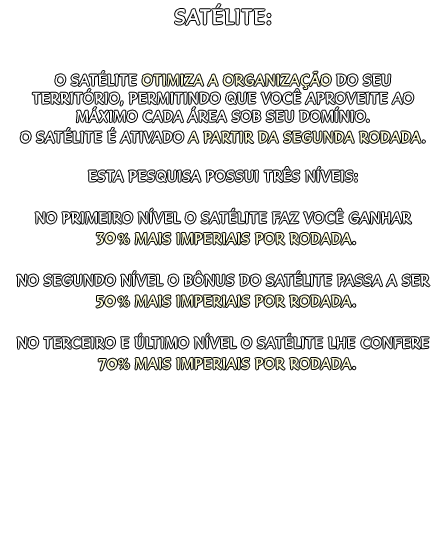 SATÉLITE:
O SATÉLITE OTIMIZA A ORGANIZAÇÃO DO SEU
TERRITÓRIO, PERMITINDO QUE VOCÊ APROVEITE AO
MÁXIMO CADA ÁREA SOB SEU DOMÍNIO.
O SATÉLITE É ATIVADO A PARTIR DA SEGUNDA RODADA.
ESTA PESQUISA POSSUI TRÊS NÍVEIS:
NO PRIMEIRO NÍVEL O SATÉLITE FAZ VOCÊ GANHAR
30% MAIS IMPERIAIS POR RODADA.
NO SEGUNDO NÍVEL O BÔNUS DO SATÉLITE PASSA A SER
50% MAIS IMPERIAIS POR RODADA.
NO TERCEIRO E ÚLTIMO NÍVEL O SATÉLITE LHE CONFERE
70% MAIS IMPERIAIS POR RODADA.